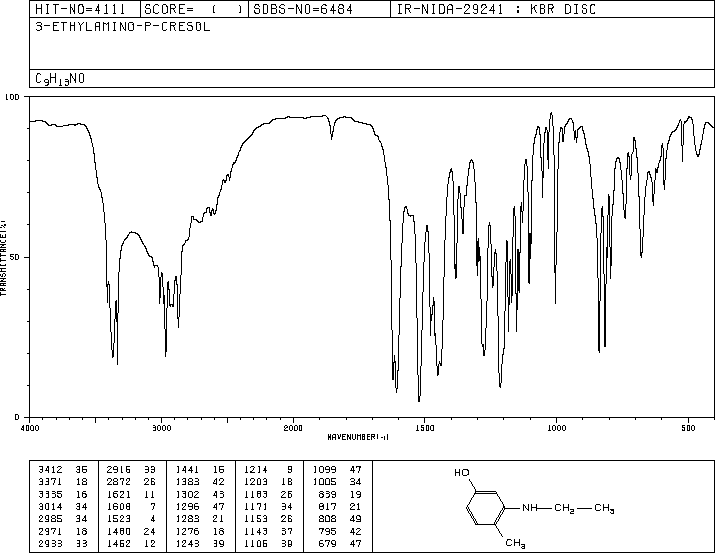 HIT-NO=4111 SCORE= ( ) SDBS-NO=6484 IR-NIDA-29241 : KBR DISC
3-ETHYLAMINO-P-CRESOL
C9H13NO
100
50
0
TRANSMITTANCE(%)
4000 3000 2000 1500 1000 500
WAVENUMBER(-1)
3412 36 2916 33 1441 16 1214 9 1099 47
3371 18 2872 26 1383 42 1203 18 1005 34
3335 16 1621 11 1302 45 1183 26 839 19
3014 34 1608 7 1296 47 1171 34 817 21
2985 34 1523 4 1283 21 1153 26 808 49
2971 18 1480 24 1276 18 1143 37 795 42
2933 33 1452 12 1243 39 1106 39 679 47
HO
NH CH2 CH3
CH3